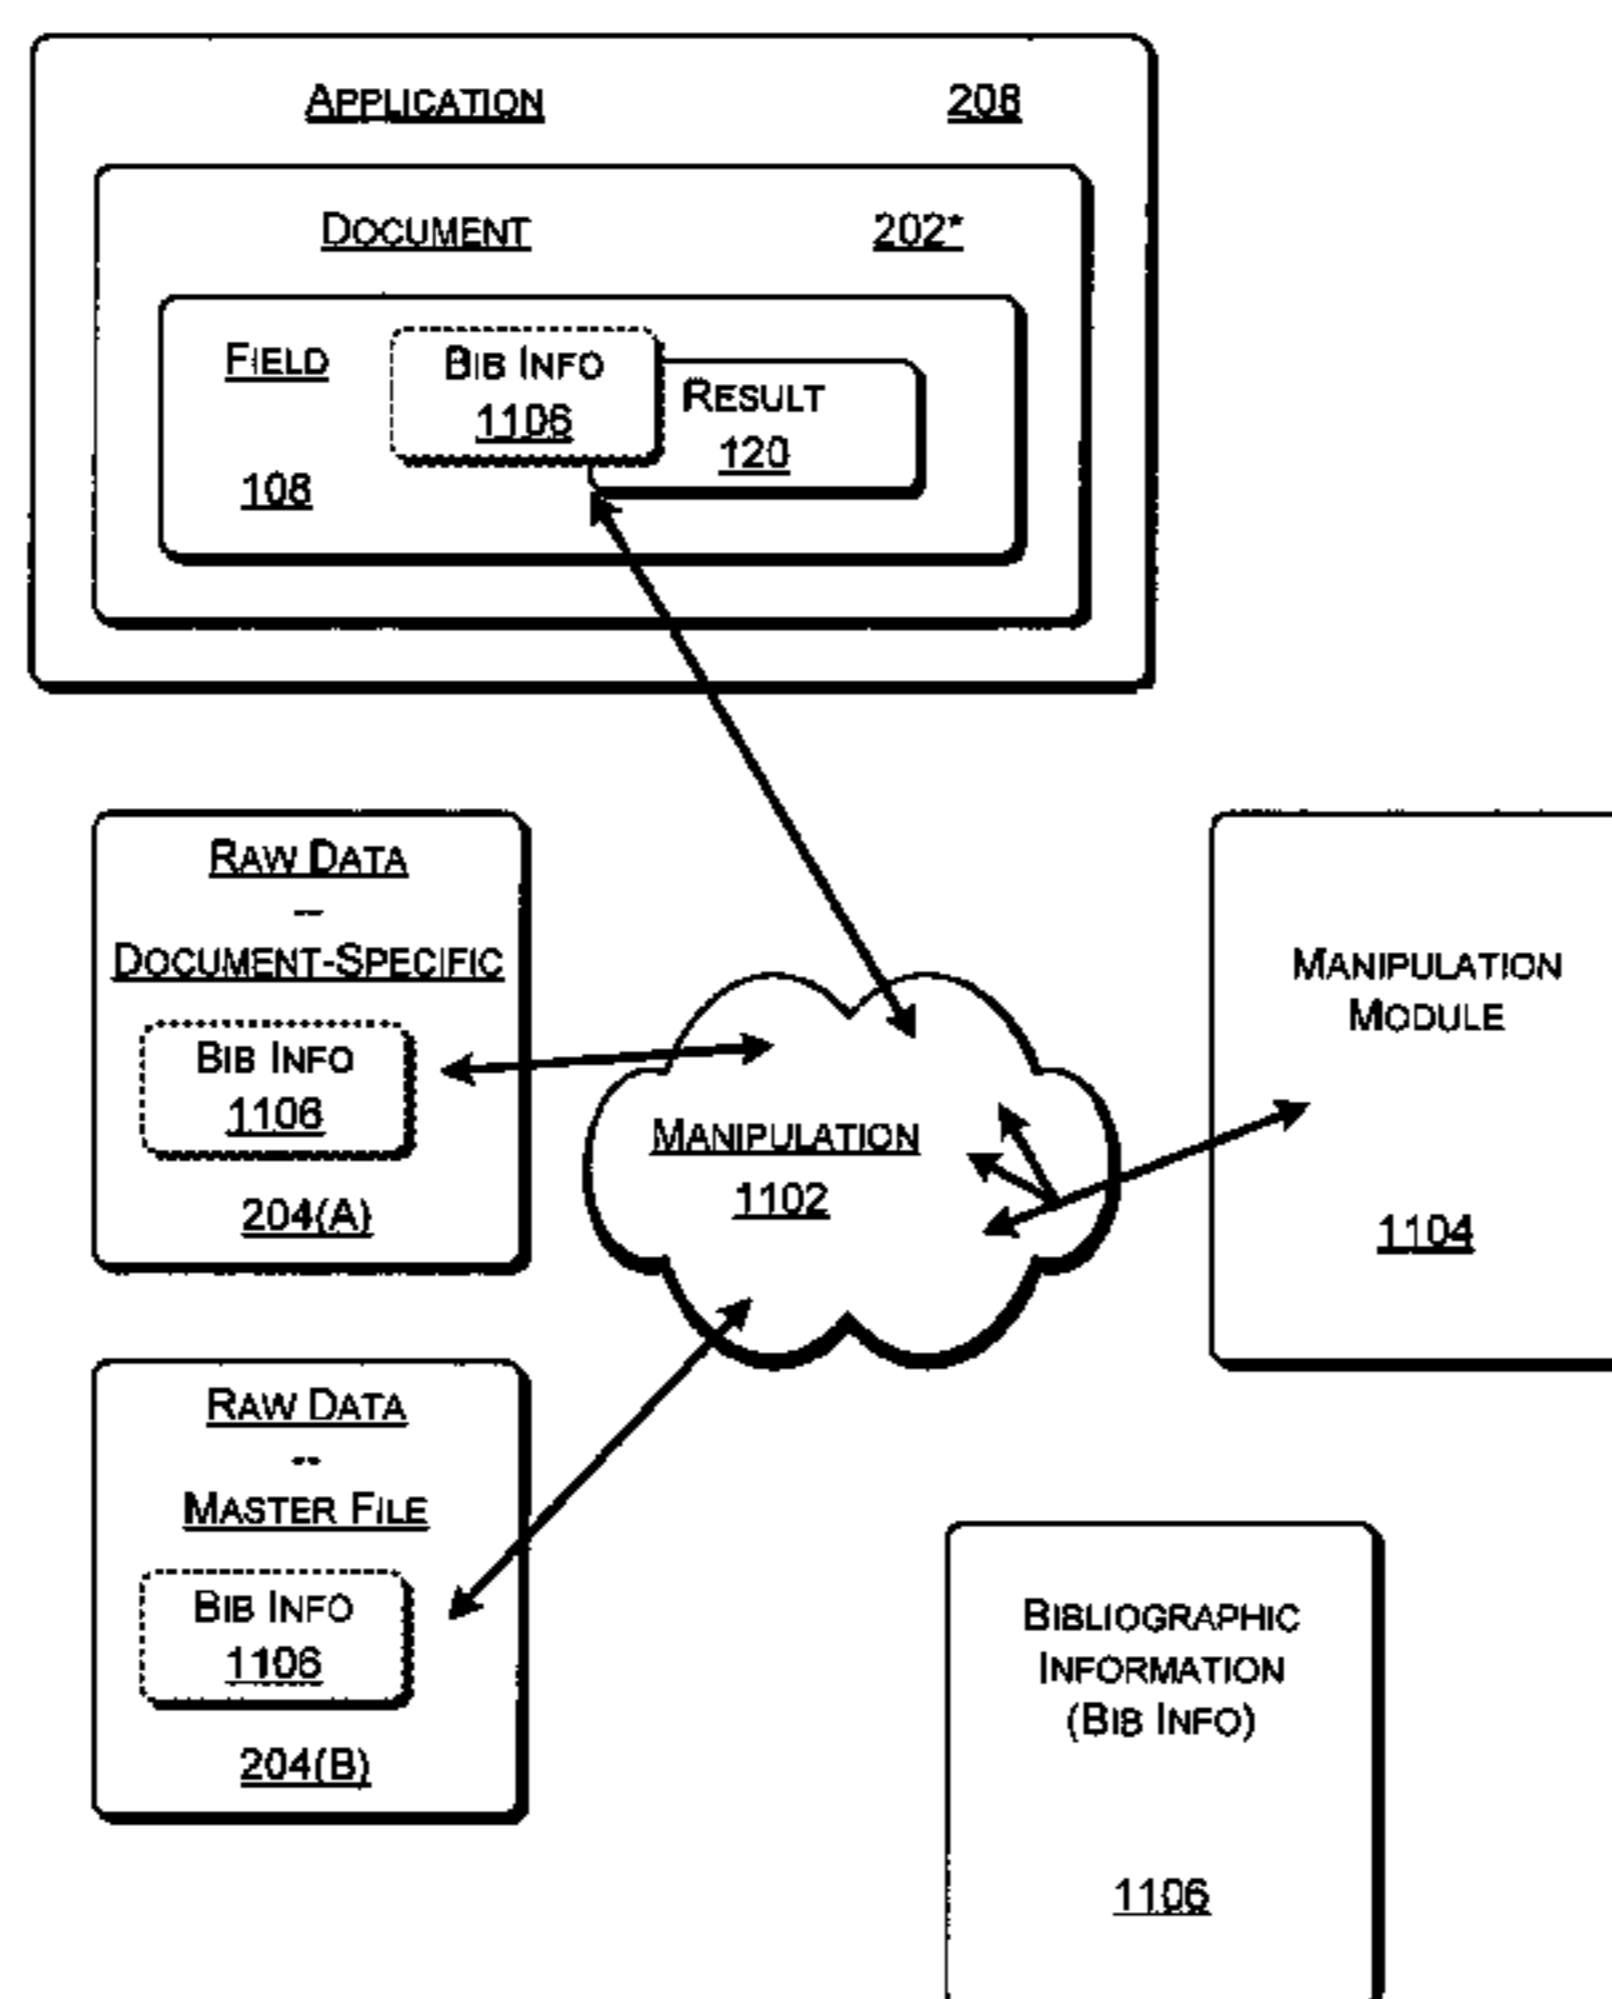 APPLICATION 208
DOCUMENT 202*
FIELD
108
BIB INFO
1106
RESULT
120
RAW DATA
--
DOCUMENT-SPECIFIC
BIB INFO
1106
204(A)
MANIPULATION
1102
MANIPULATION
MODULE
1104
RAW DATA
--
MASTER FILE
BIB INFO
1106
204(B)
BIBLIOGRAPHIC
INFORMATION
(BIB INFO)
1106